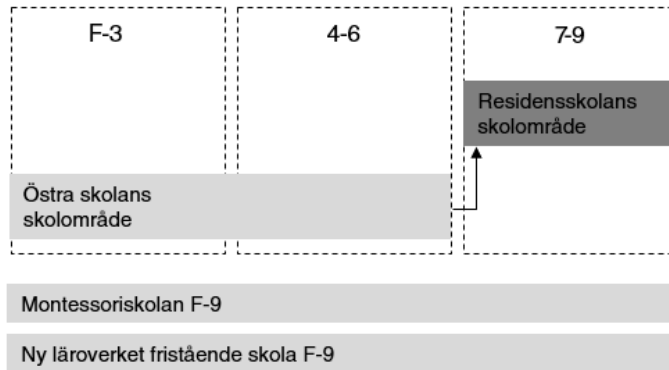 F-3
4-6
7-9
Residensskolans
skolområde
Östra skolans
skolområde
Montessoriskolan F-9
Ny läroverket fristående skola F-9